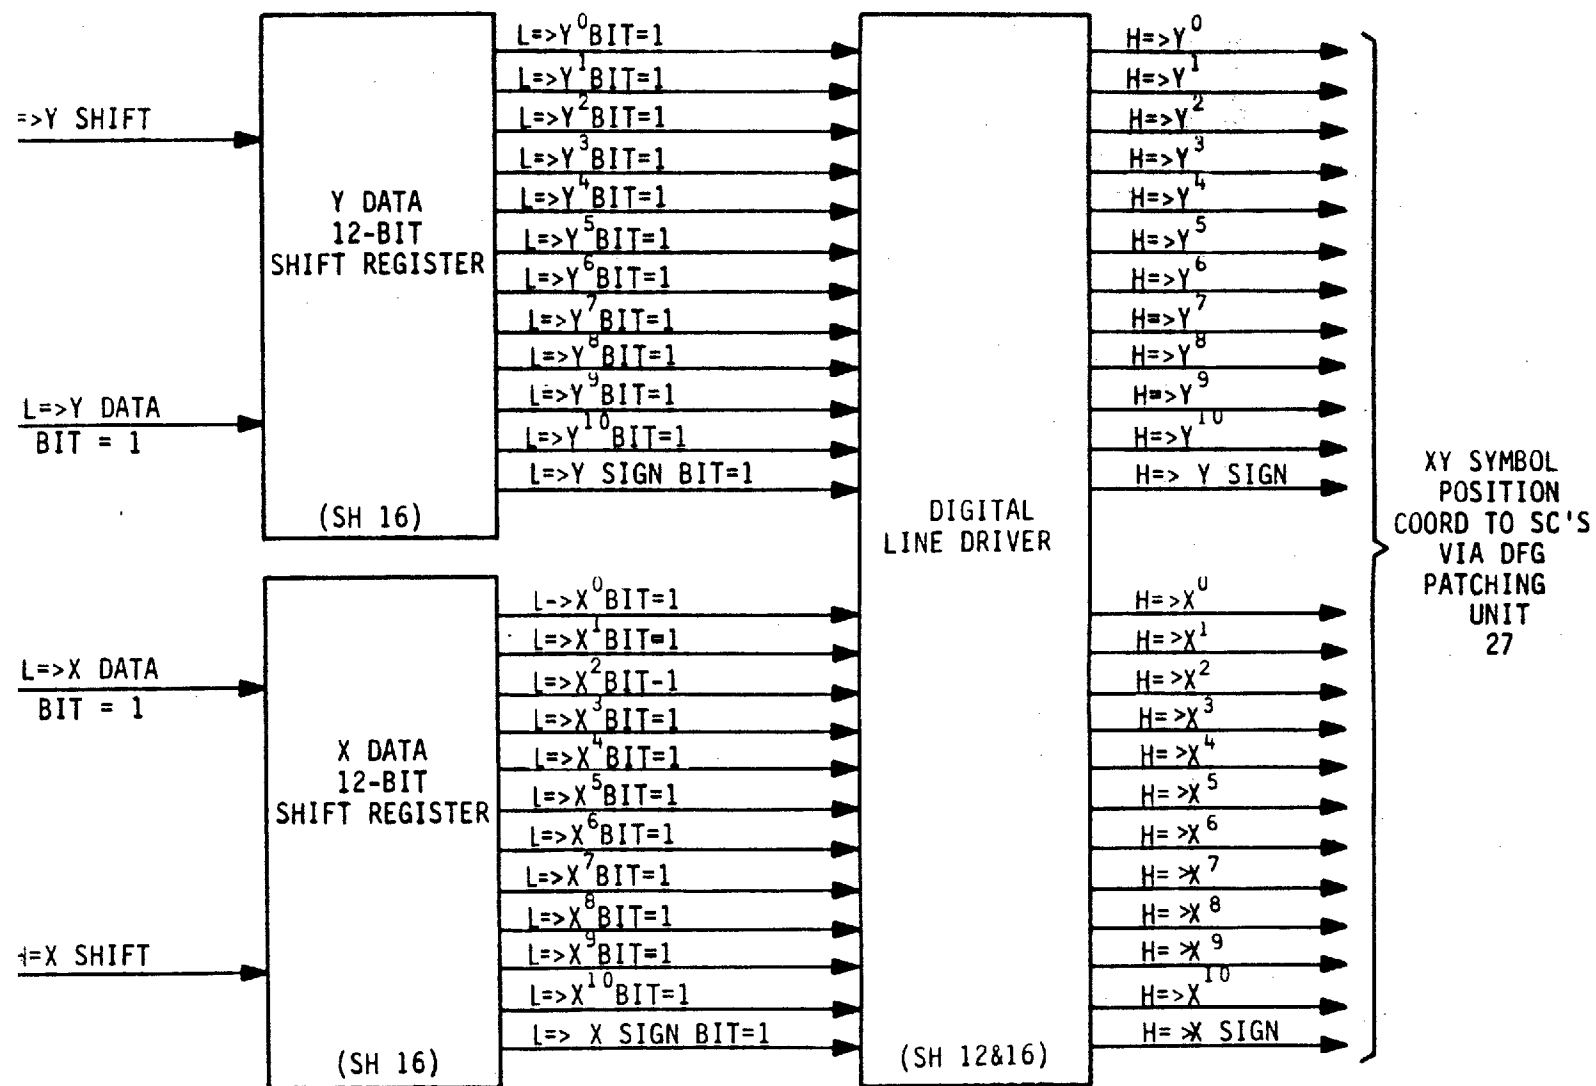 =>Y SHIFT
L=>Y DATA
BIT = 1
Y DATA
12-BIT
SHIFT REGISTER
(SH 16)
L=>Y⁰BIT=1
L=>Y¹BIT=1
L=>Y²BIT=1
L=>Y³BIT=1
L=>Y⁴BIT=1
L=>Y⁵BIT=1
L=>Y⁶BIT=1
L=>Y⁷BIT=1
L=>Y⁸BIT=1
L=>Y⁹BIT=1
L=>Y¹⁰BIT=1
L=>Y SIGN BIT=1
L=>X DATA
BIT = 1
H=X SHIFT
X DATA
12-BIT
SHIFT REGISTER
(SH 16)
L->X⁰BIT=1
L=>X¹BIT=1
L=>X²BIT-1
L=>X³BIT=1
L=>X⁴BIT=1
L=>X⁵BIT=1
L=>X⁶BIT=1
L=>X⁷BIT=1
L=>X⁸BIT=1
L=>X⁹BIT=1
L=>X¹⁰BIT=1
L=> X SIGN BIT=1
DIGITAL
LINE DRIVER
(SH 12&16)
H=>Y⁰
H=>Y¹
H=>Y²
H=>Y³
H=>Y⁴
H=>Y⁵
H=>Y⁶
H=>Y⁷
H=>Y⁸
H=>Y⁹
H=>Y¹⁰
H=> Y SIGN
H=>X⁰
H=>X¹
H=>X²
H=>X³
H=>X⁴
H=>X⁵
H=>X⁶
H=>X⁷
H=>X⁸
H=>X⁹
H=>X¹⁰
H=>X SIGN
XY SYMBOL
POSITION
COORD TO SC'S
VIA DFG
PATCHING
UNIT
27